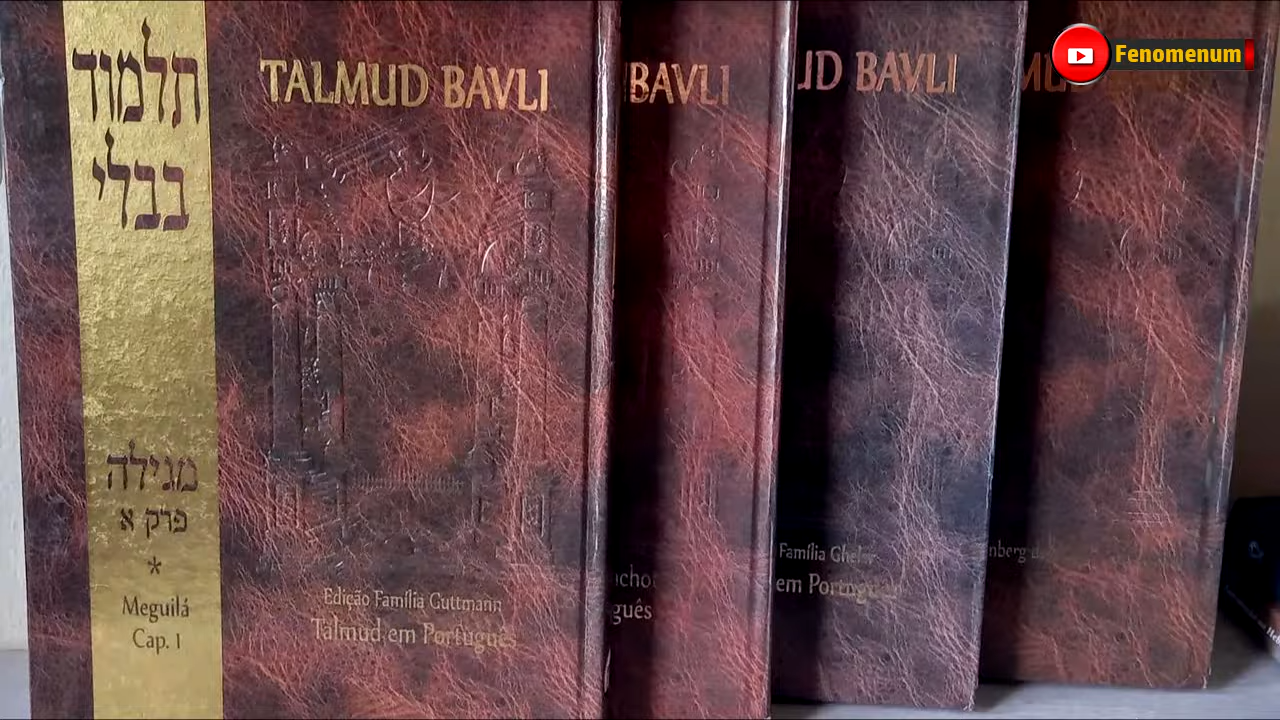 תלמוד
בבלי
מגילה
פרק א
*
Meguilá
Cap. I
TALMUD BAVLI
Edição Família Guttmann
Talmud em Português
BAVLI
guês
UD BAVLI
Família Gheler
em Português
Fenomenum